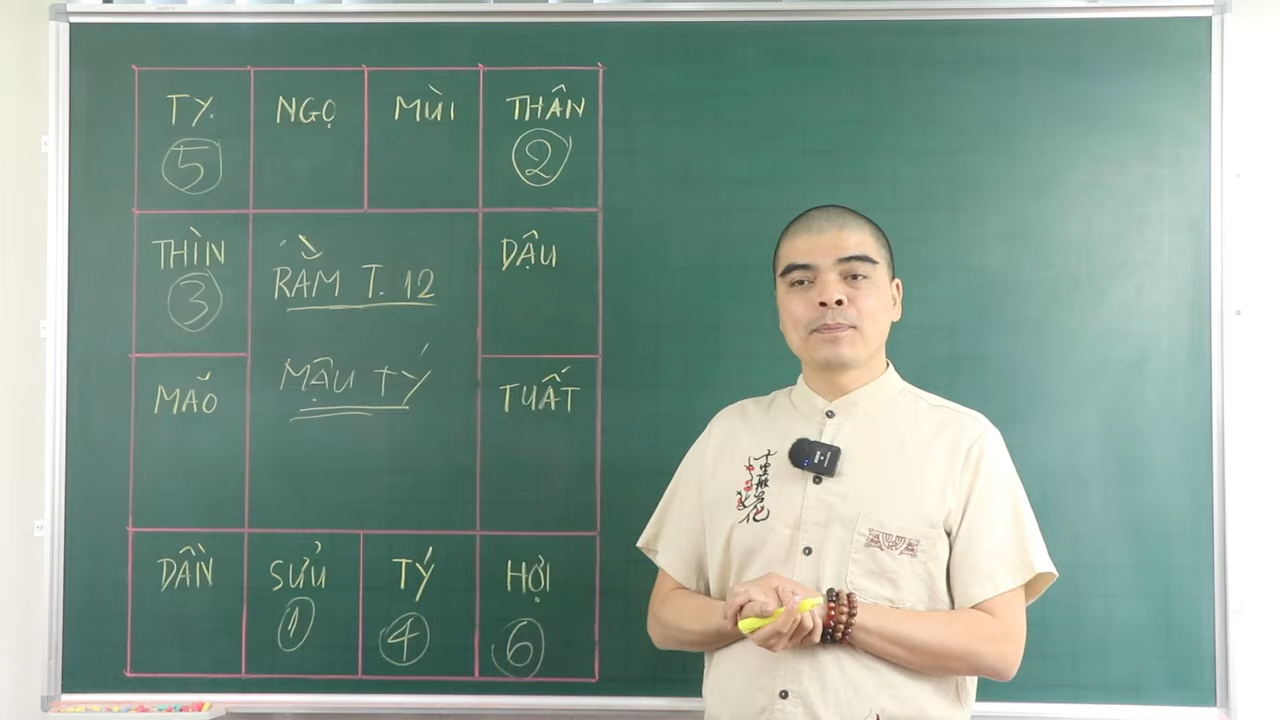 TỴ
NGỌ
MÙI
THÂN
5
2
THÌN
3
RẰM T. 12
DẬU
MÃO
MẬU TÝ
TUẤT
DẦN
SỬU
TÝ
HỢI
1
4
6